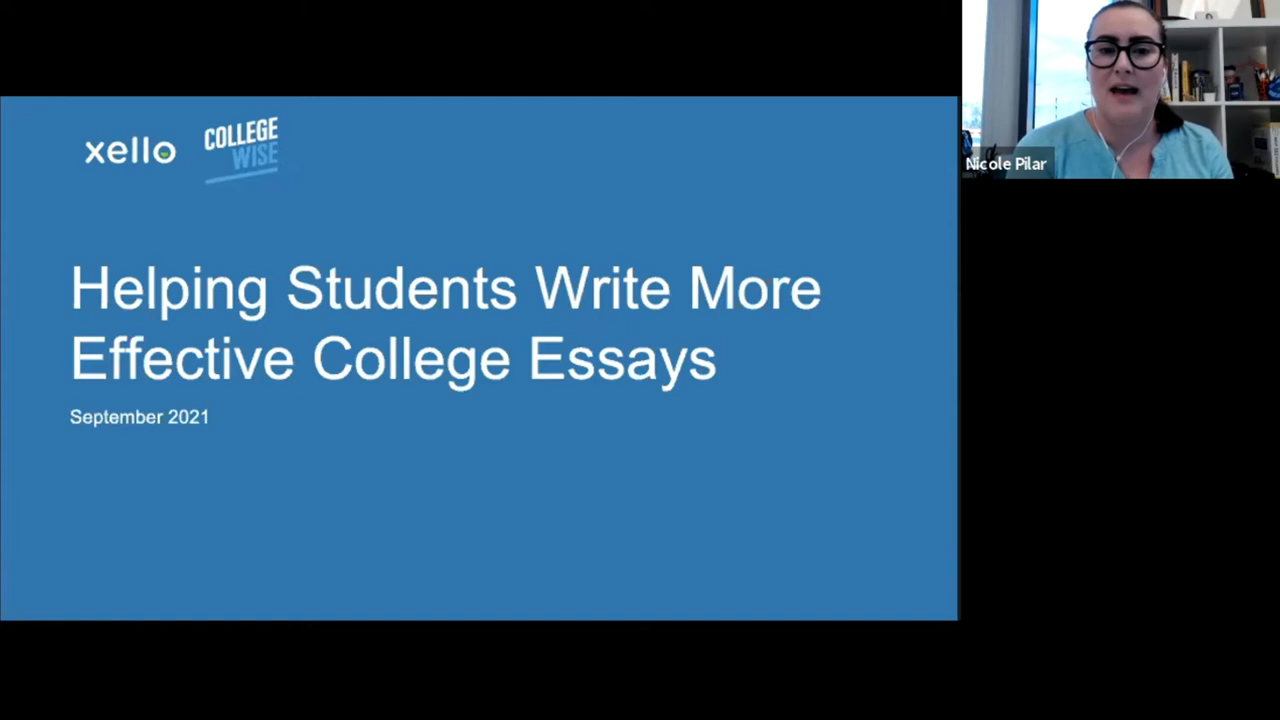 xello
COLLEGE
WISE
Helping Students Write More
Effective College Essays
September 2021
Nicole Pilar